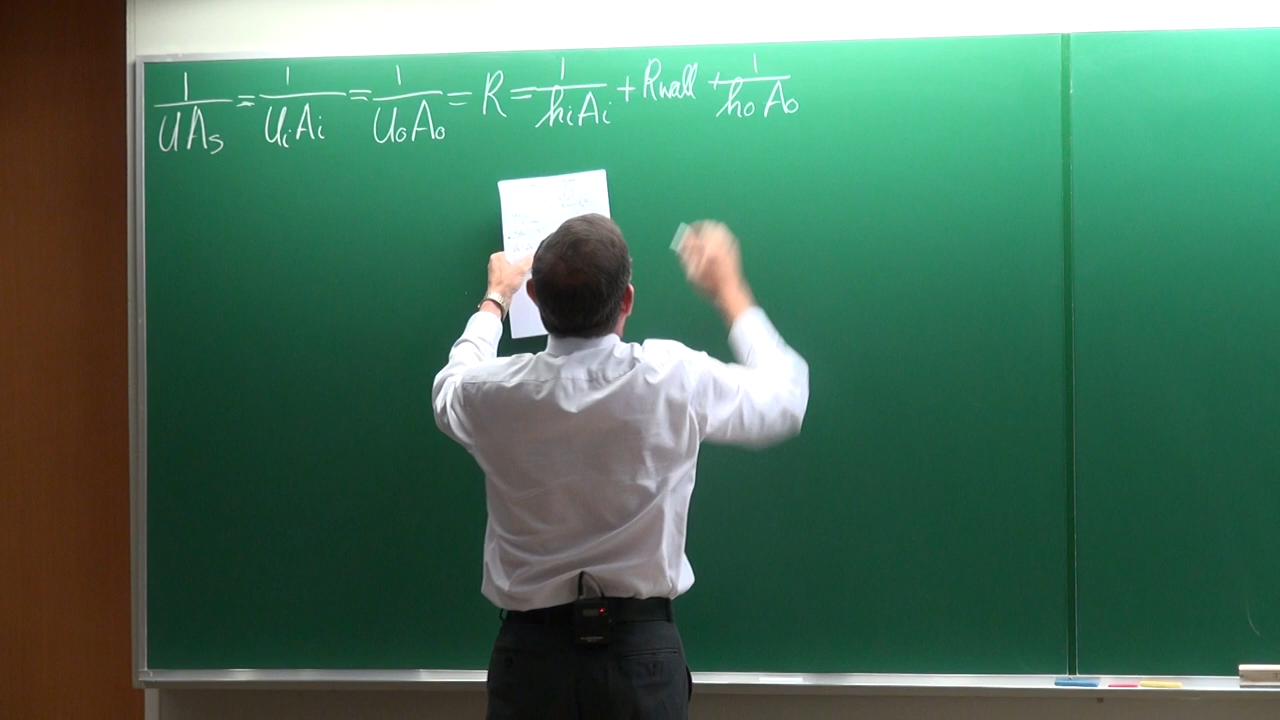 1/UAs = 1/UiAi = 1/UoAo = R = 1/hiAi + Rwall + 1/hoAo